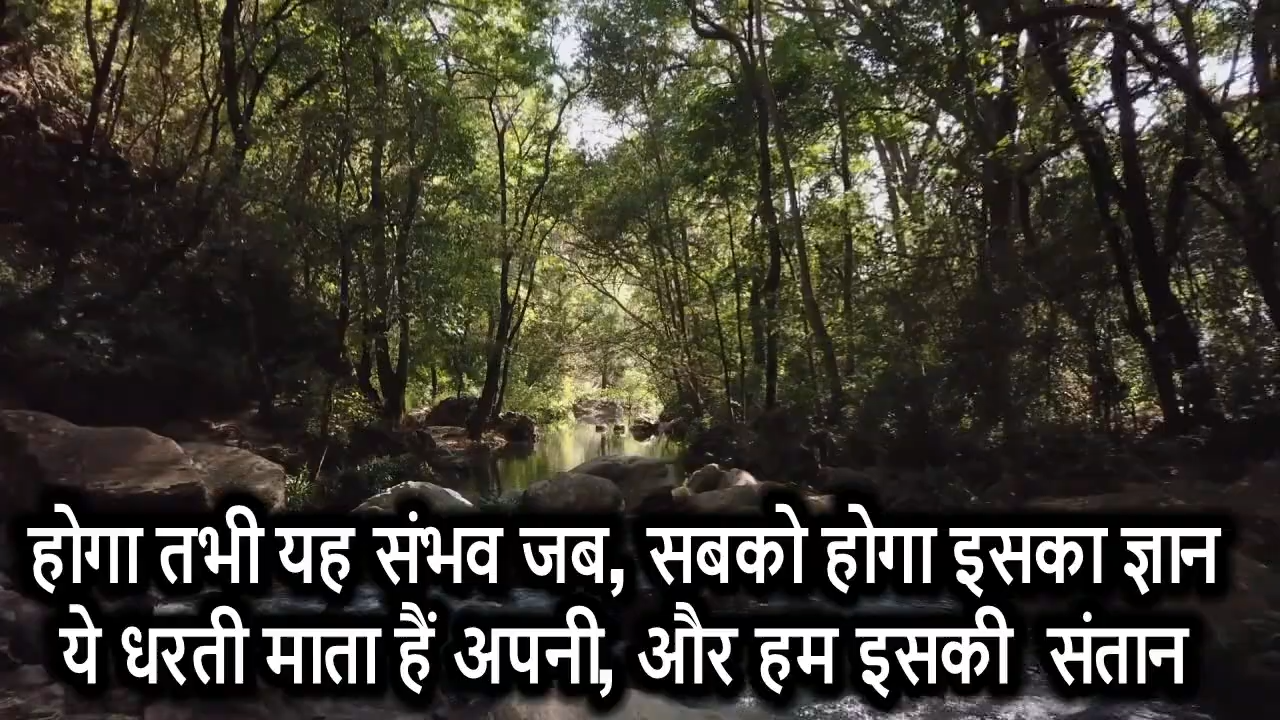 होगा तभी यह संभव जब, सबको होगा इसका ज्ञान
ये धरती माता हैं अपनी, और हम इसकी संतान